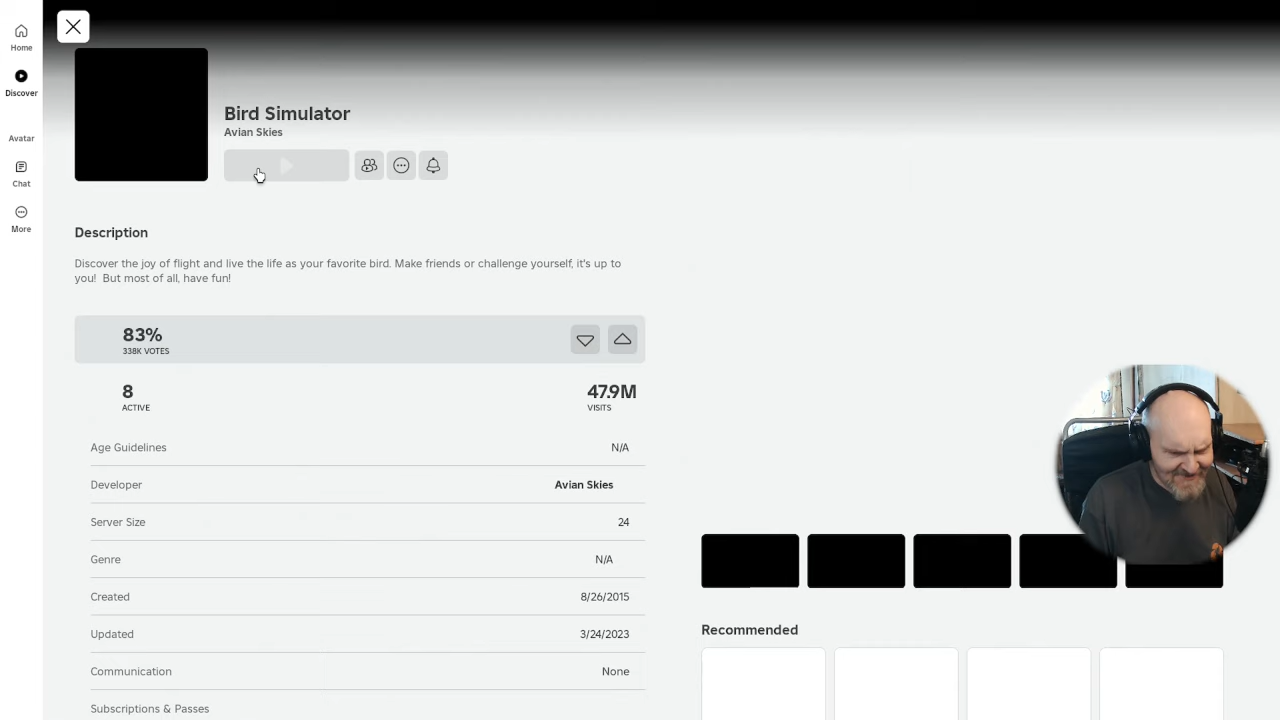 Home
Discover
Avatar
Chat
More
Bird Simulator
Avian Skies
Description
Discover the joy of flight and live the life as your favorite bird. Make friends or challenge yourself, it's up to
you!  But most of all, have fun!
83%
338K VOTES
8
ACTIVE
47.9M
VISITS
Age Guidelines N/A
Developer Avian Skies
Server Size 24
Genre N/A
Created 8/26/2015
Updated 3/24/2023
Communication None
Subscriptions & Passes
Recommended